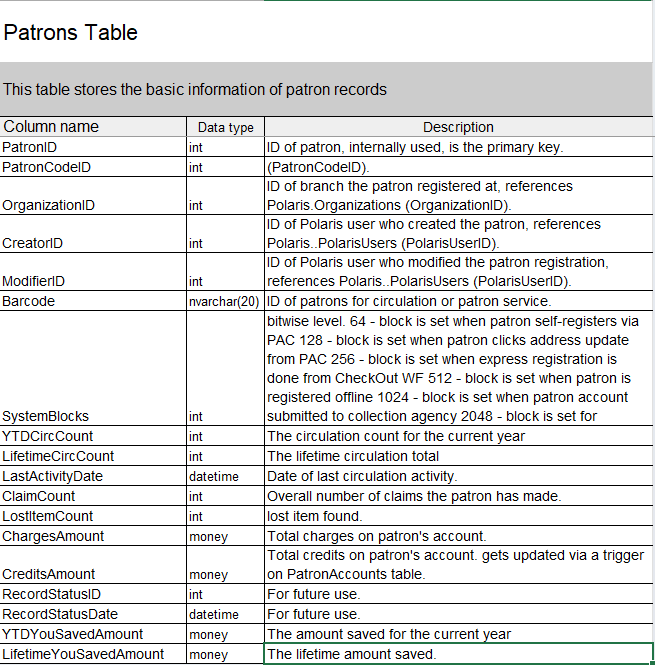 Patrons Table
This table stores the basic information of patron records
Column name Data type Description
PatronID int ID of patron, internally used, is the primary key.
PatronCodeID int (PatronCodeID).
ID of branch the patron registered at, references
OrganizationID int Polaris.Organizations (OrganizationID).
ID of Polaris user who created the patron, references
CreatorID int Polaris..PolarisUsers (PolarisUserID).
ID of Polaris user who modified the patron registration,
ModifierID int references Polaris..PolarisUsers (PolarisUserID).
Barcode nvarchar(20) ID of patrons for circulation or patron service.
bitwise level. 64 - block is set when patron self-registers via
PAC 128 - block is set when patron clicks address update
from PAC 256 - block is set when express registration is
done from CheckOut WF 512 - block is set when patron is
registered offline 1024 - block is set when patron account
SystemBlocks int submitted to collection agency 2048 - block is set for
YTDCircCount int The circulation count for the current year
LifetimeCircCount int The lifetime circulation total
LastActivityDate datetime Date of last circulation activity.
ClaimCount int Overall number of claims the patron has made.
LostItemCount int lost item found.
ChargesAmount money Total charges on patron's account.
Total credits on patron's account. gets updated via a trigger
CreditsAmount money on PatronAccounts table.
RecordStatusID int For future use.
RecordStatusDate datetime For future use.
YTDYouSavedAmount money The amount saved for the current year
LifetimeYouSavedAmount money The lifetime amount saved.